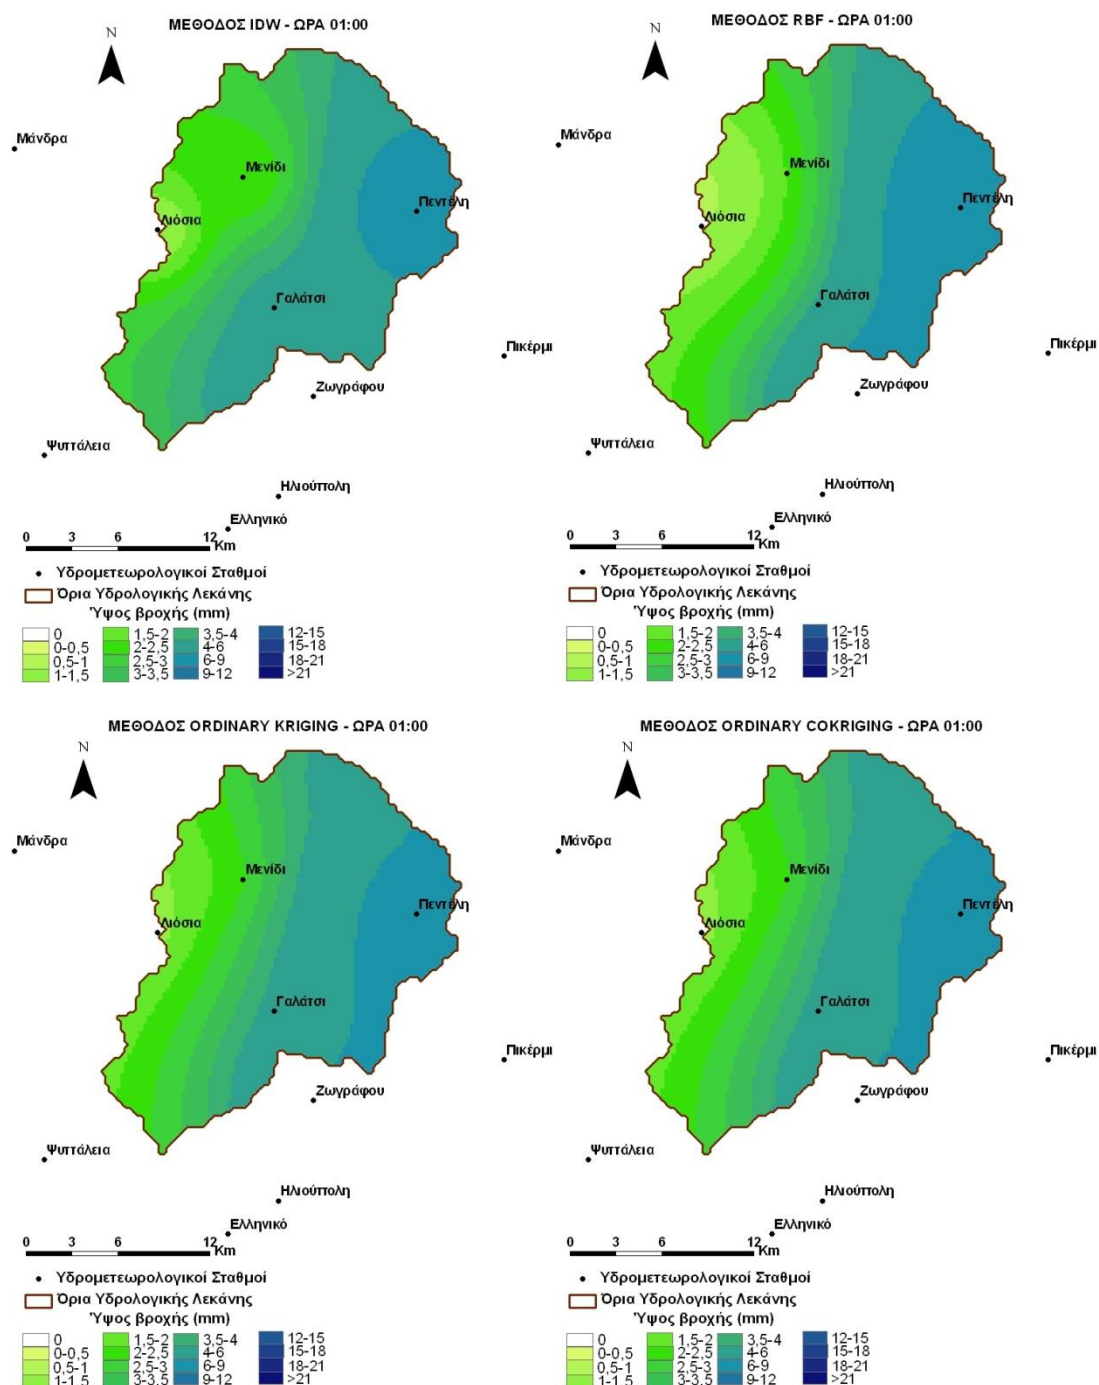 ΜΕΘΟΔΟΣ IDW - ΩΡΑ 01:00
N
Μάνδρα
Μενίδι
Πεντέλη
Λιόσια
Γαλάτσι
Πικέρμι
Ζωγράφου
Ψυττάλεια
Ηλιούπολη
Ελληνικό
0 3 6 12
Km
Υδρομετεωρολογικοί Σταθμοί
Όρια Υδρολογικής Λεκάνης
Ύψος βροχής (mm)
0 1,5-2 3,5-4 12-15
0-0,5 2-2,5 4-6 15-18
0,5-1 2,5-3 6-9 18-21
1-1,5 3-3,5 9-12 >21
ΜΕΘΟΔΟΣ RBF - ΩΡΑ 01:00
N
Μάνδρα
Μενίδι
Πεντέλη
Λιόσια
Γαλάτσι
Πικέρμι
Ζωγράφου
Ψυττάλεια
Ηλιούπολη
Ελληνικό
0 3 6 12
Km
Υδρομετεωρολογικοί Σταθμοί
Όρια Υδρολογικής Λεκάνης
Ύψος βροχής (mm)
0 1,5-2 3,5-4 12-15
0-0,5 2-2,5 4-6 15-18
0,5-1 2,5-3 6-9 18-21
1-1,5 3-3,5 9-12 >21
ΜΕΘΟΔΟΣ ORDINARY KRIGING - ΩΡΑ 01:00
N
Μάνδρα
Μενίδι
Πεντέλη
Λιόσια
Γαλάτσι
Πικέρμι
Ζωγράφου
Ψυττάλεια
Ηλιούπολη
Ελληνικό
0 3 6 12
Km
Υδρομετεωρολογικοί Σταθμοί
Όρια Υδρολογικής Λεκάνης
Ύψος βροχής (mm)
0 1,5-2 3,5-4 12-15
0-0,5 2-2,5 4-6 15-18
0,5-1 2,5-3 6-9 18-21
1-1,5 3-3,5 9-12 >21
ΜΕΘΟΔΟΣ ORDINARY COKRIGING - ΩΡΑ 01:00
N
Μάνδρα
Μενίδι
Πεντέλη
Λιόσια
Γαλάτσι
Πικέρμι
Ζωγράφου
Ψυττάλεια
Ηλιούπολη
Ελληνικό
0 3 6 12
Km
Υδρομετεωρολογικοί Σταθμοί
Όρια Υδρολογικής Λεκάνης
Ύψος βροχής (mm)
0 1,5-2 3,5-4 12-15
0-0,5 2-2,5 4-6 15-18
0,5-1 2,5-3 6-9 18-21
1-1,5 3-3,5 9-12 >21